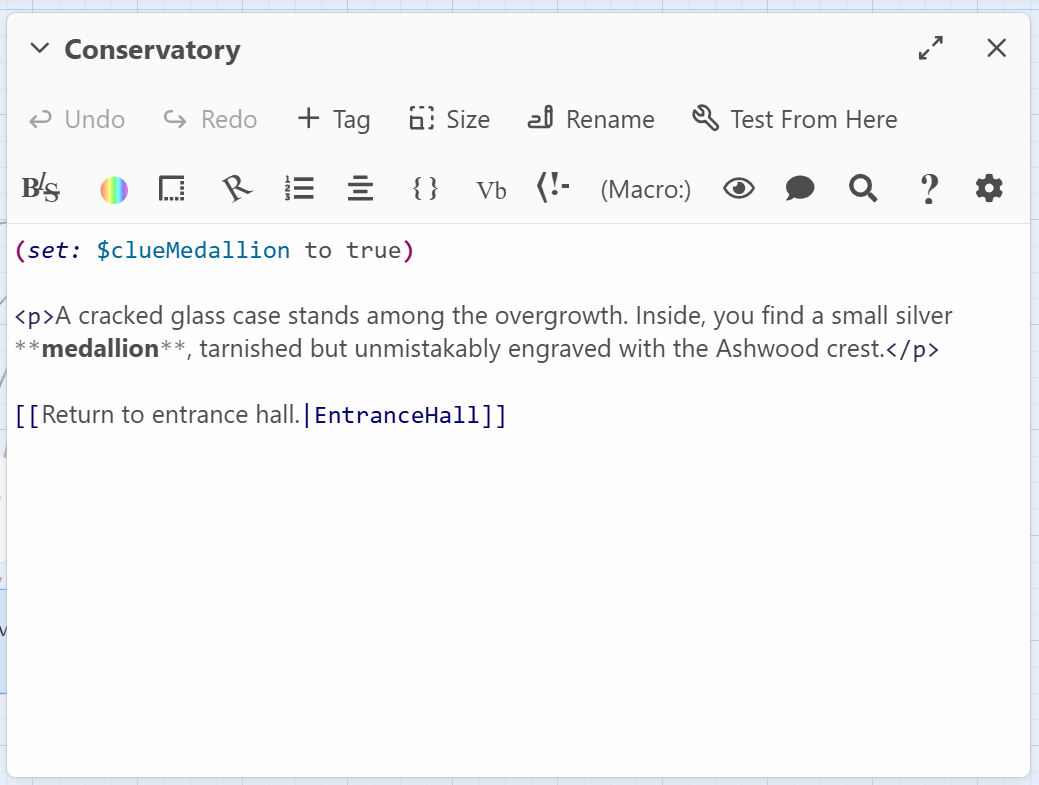 Conservatory
Undo Redo Tag Size Rename Test From Here
B/S { } Vb (!- (Macro:) ?
(set: $clueMedallion to true)
<p>A cracked glass case stands among the overgrowth. Inside, you find a small silver
**medallion**, tarnished but unmistakably engraved with the Ashwood crest.</p>
[[Return to entrance hall.|EntranceHall]]